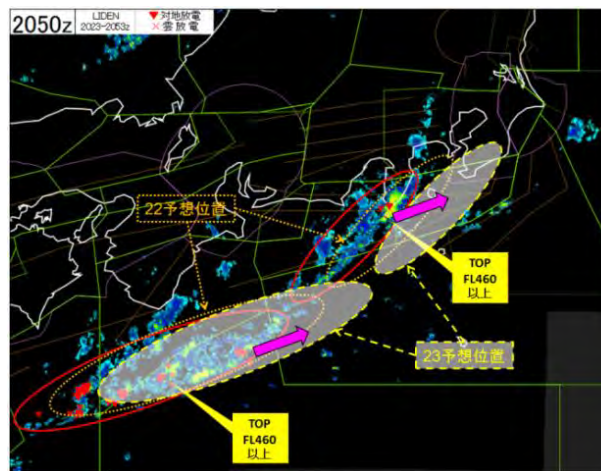 2050z
LIDEN
2023-2053z
▼対地放電
×雲放電
22予想位置
TOP
FL460
以上
23予想位置
TOP
FL460
以上